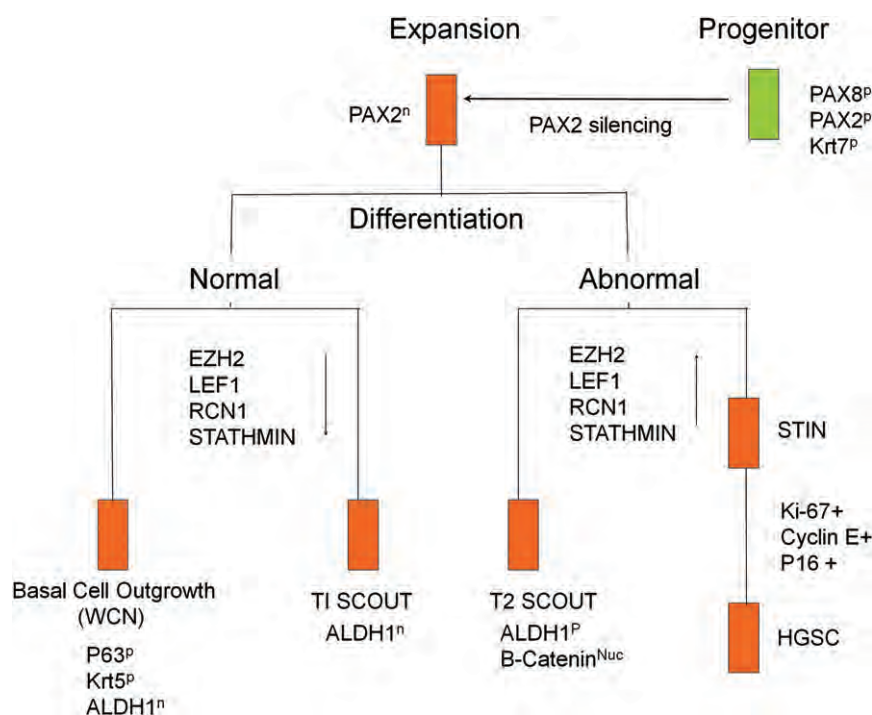 Expansion
Progenitor
PAX2ⁿ
PAX2 silencing
PAX8ᵖ
PAX2ᵖ
Krt7ᵖ
Differentiation
Normal
Abnormal
EZH2
LEF1
RCN1
STATHMIN
EZH2
LEF1
RCN1
STATHMIN
STIN
Ki-67+
Cyclin E+
P16 +
HGSC
Basal Cell Outgrowth
(WCN)
P63ᵖ
Krt5ᵖ
ALDH1ⁿ
TI SCOUT
ALDH1ⁿ
T2 SCOUT
ALDH1ᴾ
B-Cateninᴺᵘᶜ